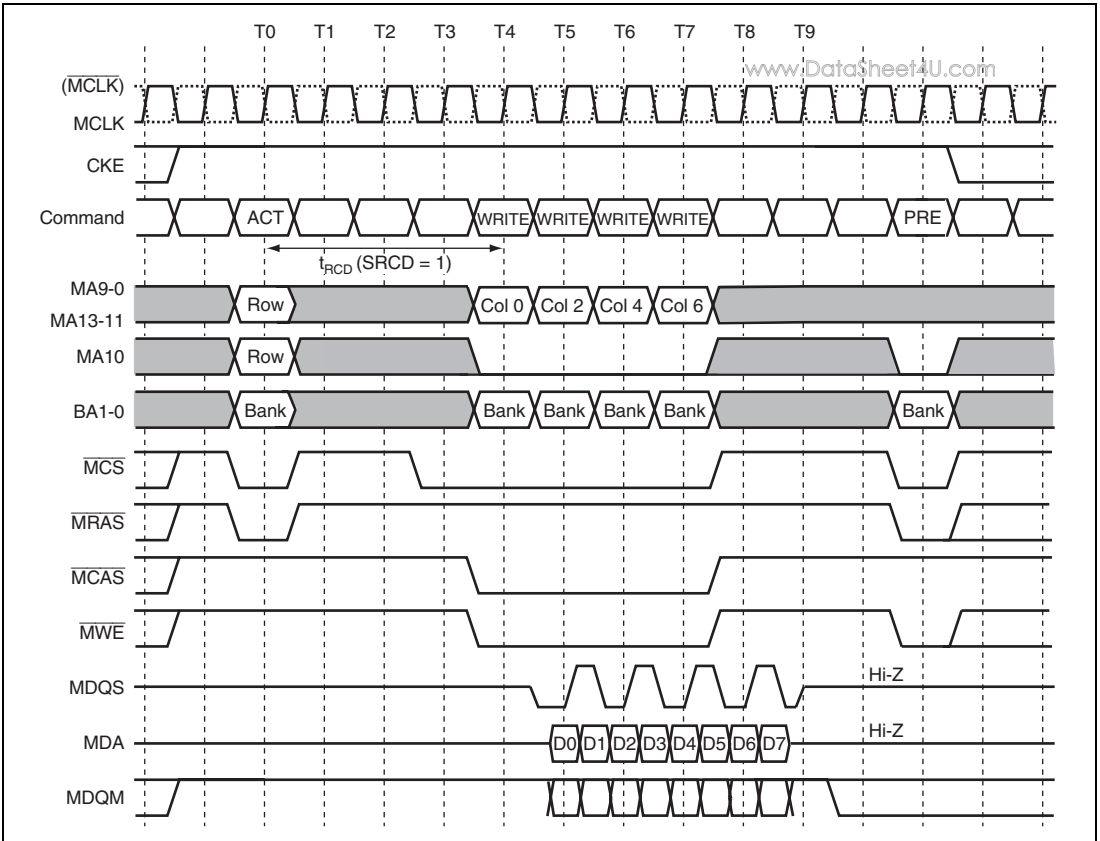 T0 T1 T2 T3 T4 T5 T6 T7 T8 T9
www.DataSheet4U.com
(MCLK)
MCLK
CKE
Command ACT WRITE WRITE WRITE WRITE PRE
tRCD (SRCD = 1)
MA9-0
MA13-11
Row Col 0 Col 2 Col 4 Col 6
MA10 Row
BA1-0 Bank Bank Bank Bank Bank Bank
MCS
MRAS
MCAS
MWE
MDQS Hi-Z
MDA D0 D1 D2 D3 D4 D5 D6 D7 Hi-Z
MDQM